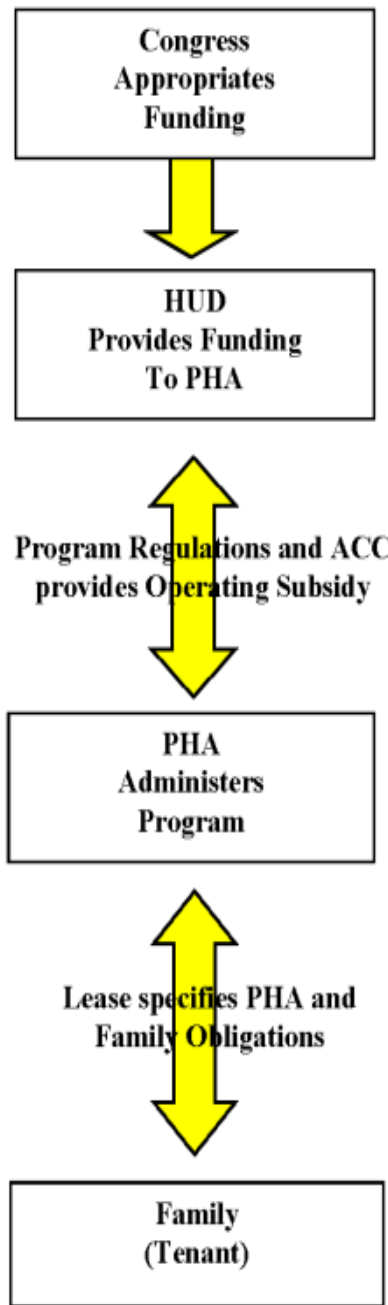 Congress
Appropriates
Funding
HUD
Provides Funding
To PHA
Program Regulations and ACC
provides Operating Subsidy
PHA
Administers
Program
Lease specifies PHA and
Family Obligations
Family
(Tenant)